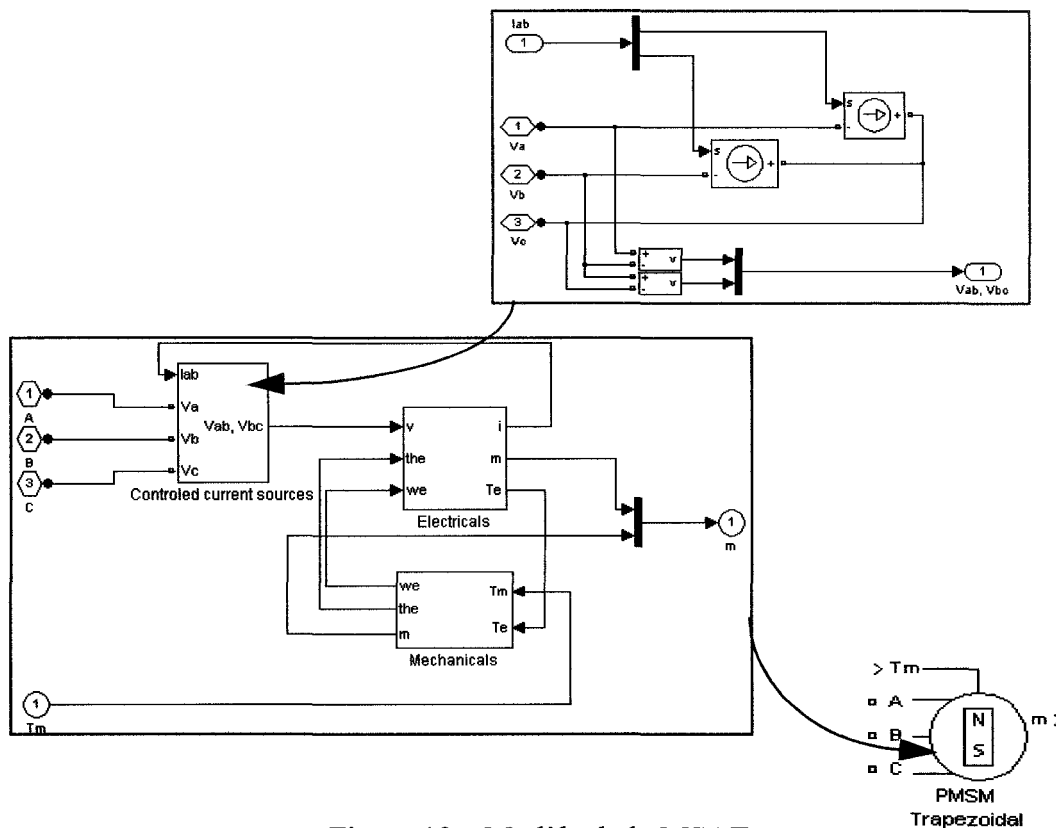 Iab
1
s
+
-
1
Va
s
+
-
2
Vb
3
Vc
+
-
v
+
-
v
1
Vab, Vbc
Iab
1
A
Va
Vab, Vbc
2
B
Vb
3
C
Vc
Controled current sources
v
i
the
m
we
Te
Electricals
1
m
we
Tm
the
Te
m
Mechanicals
1
Tm
> Tm
A
B
C
N
S
m
PMSM
Trapezoidal